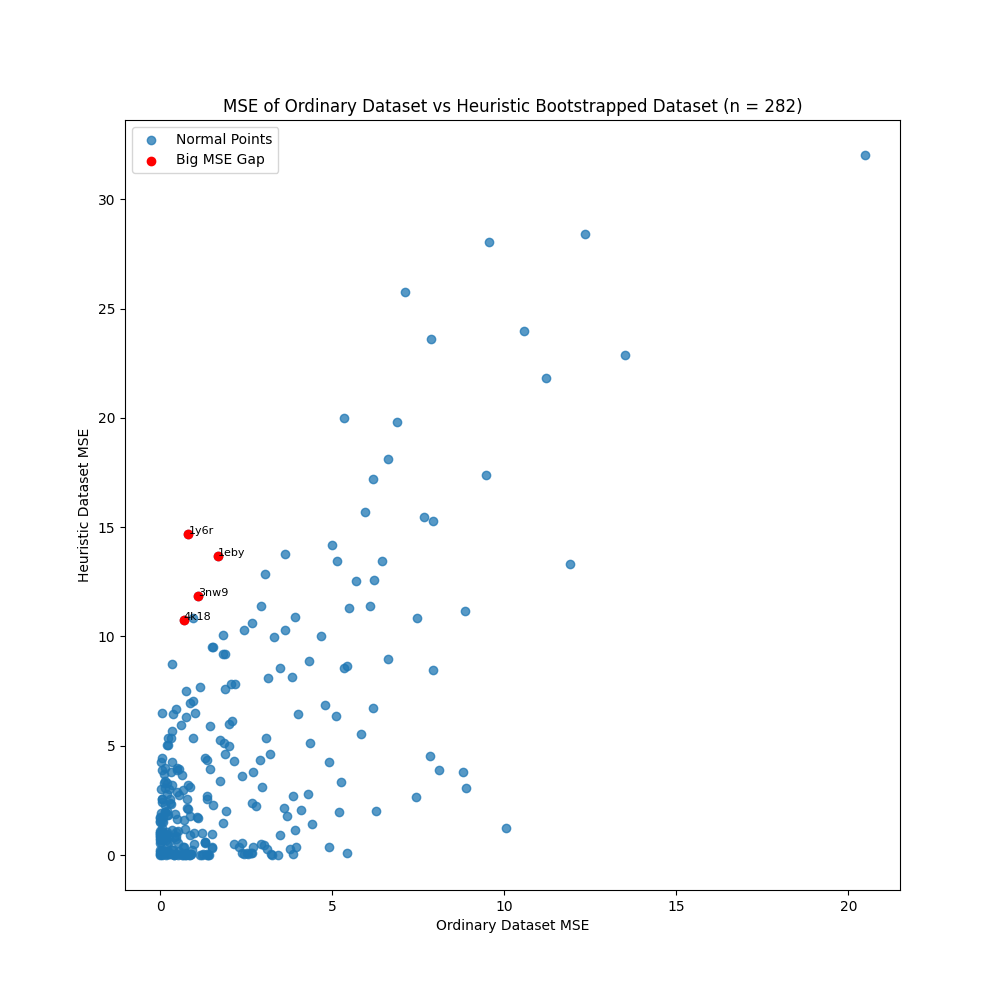 MSE of Ordinary Dataset vs Heuristic Bootstrapped Dataset (n = 282)
Normal Points
Big MSE Gap
30
25
20
15
10
5
0
Heuristic Dataset MSE
1y6r
1eby
3nw9
4k18
0
5
10
15
20
Ordinary Dataset MSE